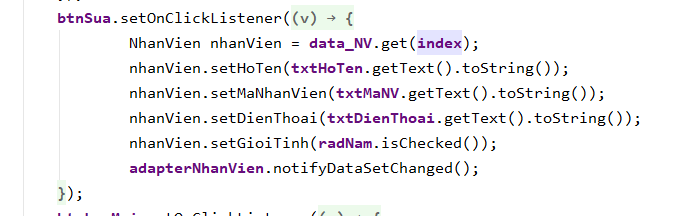 btnSua.setOnClickListener((v) → {
NhanVien nhanVien = data_NV.get(index);
nhanVien.setHoTen(txtHoTen.getText().toString());
nhanVien.setMaNhanVien(txtMaNV.getText().toString());
nhanVien.setDienThoai(txtDienThoai.getText().toString());
nhanVien.setGioiTinh(radNam.isChecked());
adapterNhanVien.notifyDataSetChanged();
});